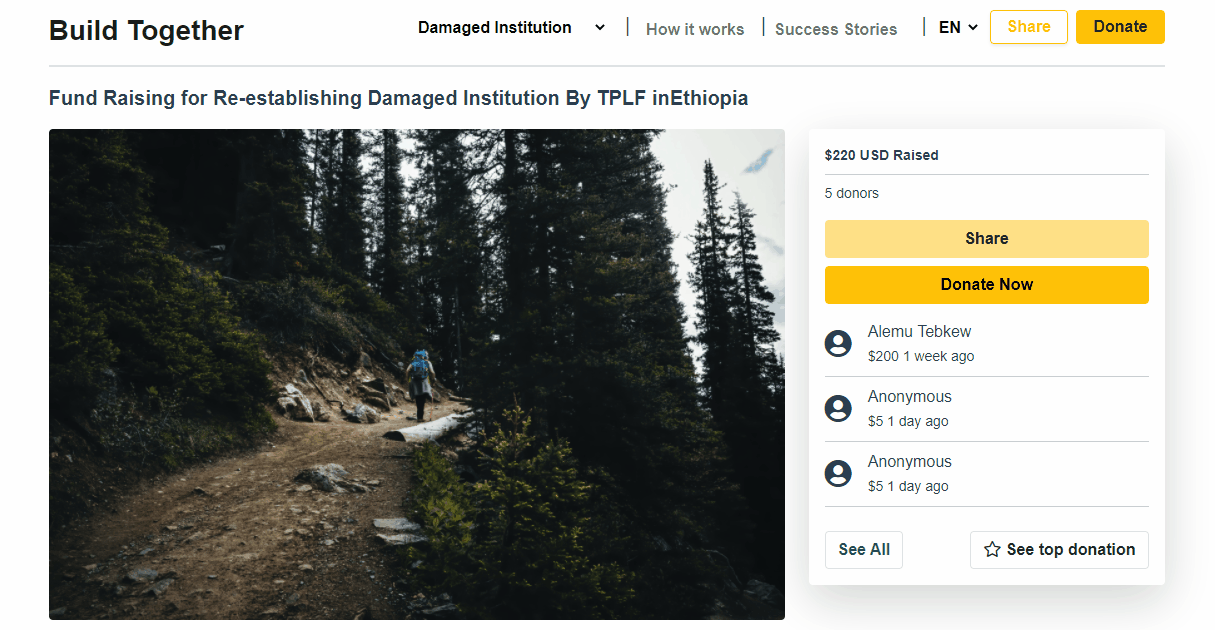 Build Together
Damaged Institution
How it works
Success Stories
EN
Share
Donate
Fund Raising for Re-establishing Damaged Institution By TPLF inEthiopia
$220 USD Raised
5 donors
Share
Donate Now
Alemu Tebkew
$200 1 week ago
Anonymous
$5 1 day ago
Anonymous
$5 1 day ago
See All
See top donation